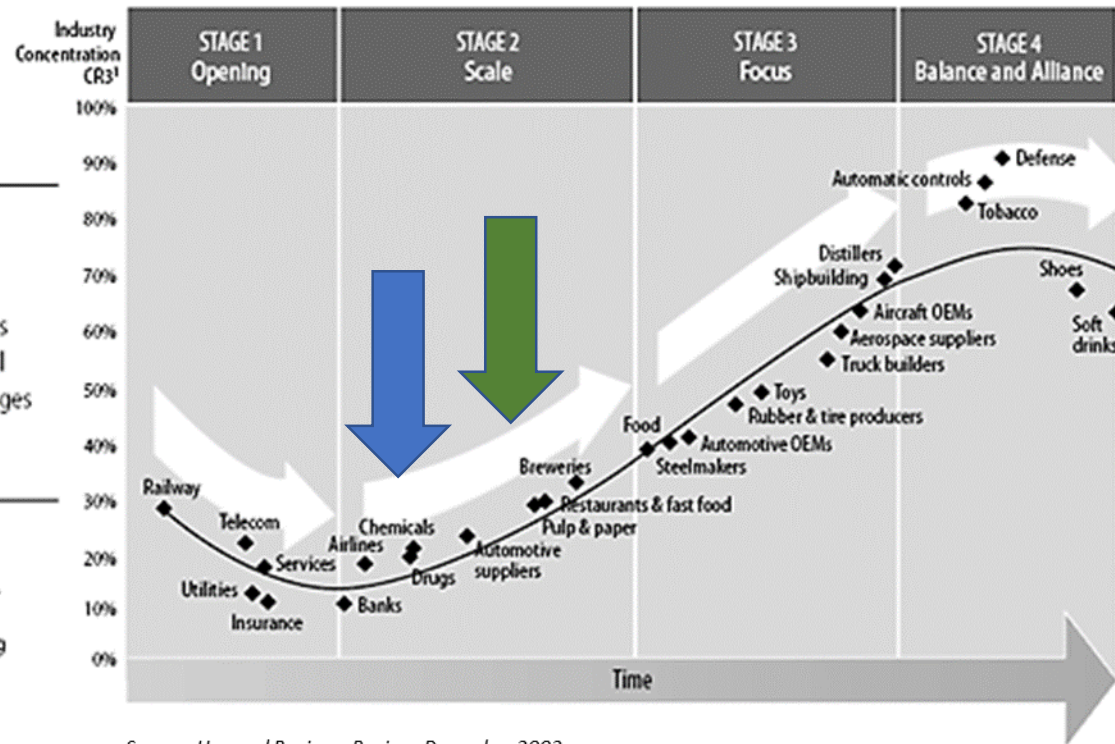 Industry
Concentration
CR3¹
STAGE 1
Opening
STAGE 2
Scale
STAGE 3
Focus
STAGE 4
Balance and Alliance
100%
90%
80%
70%
60%
50%
40%
30%
20%
10%
0%
ges
Defense
Automatic controls
Tobacco
Distillers
Shipbuilding
Shoes
Soft
drinks
Aircraft OEMs
Aerospace suppliers
Truck builders
Toys
Rubber & tire producers
Food
Automotive OEMs
Steelmakers
Breweries
Restaurants & fast food
Pulp & paper
Railway
Telecom
Services
Utilities
Insurance
Chemicals
Airlines
Drugs
Automotive
suppliers
Banks
Time